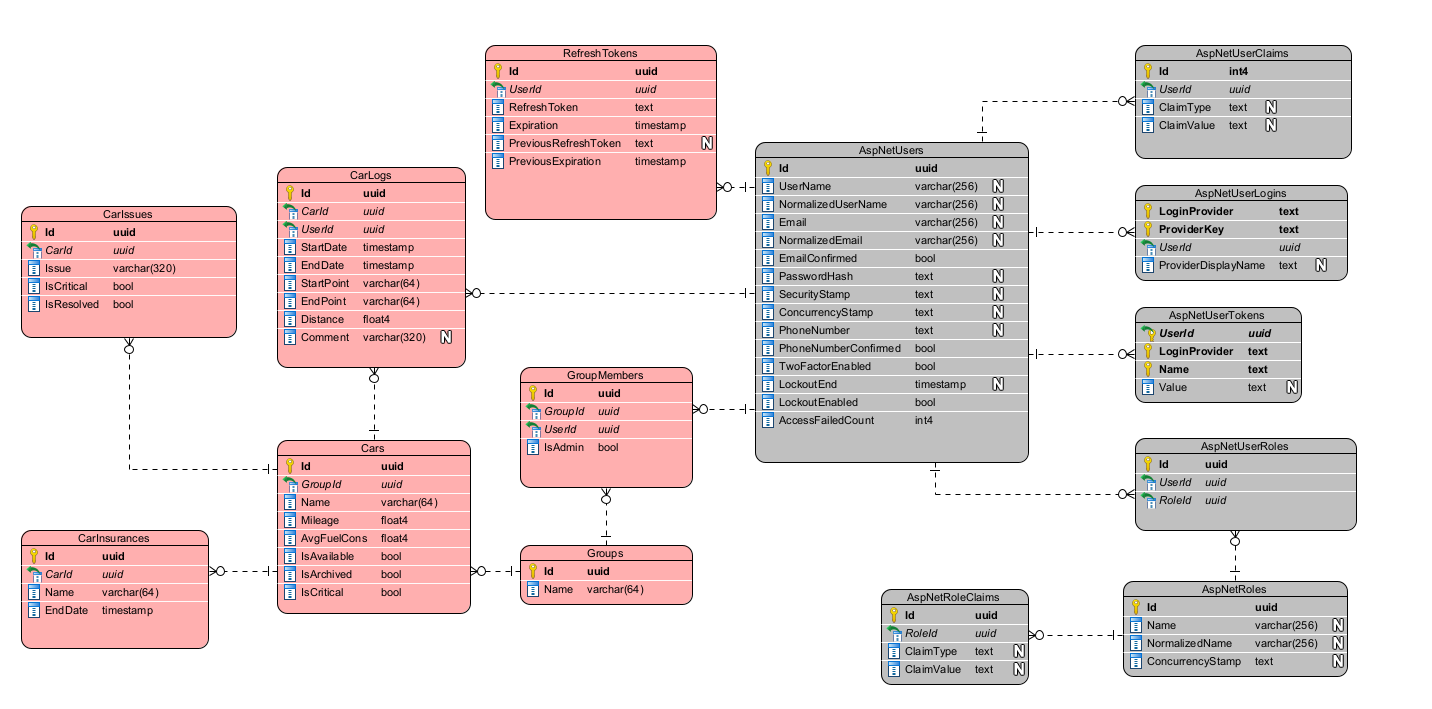 RefreshTokens
Id uuid
UserId uuid
RefreshToken text
Expiration timestamp
PreviousRefreshToken text N
PreviousExpiration timestamp
AspNetUserClaims
Id int4
UserId uuid
ClaimType text N
ClaimValue text N
AspNetUsers
Id uuid
UserName varchar(256) N
NormalizedUserName varchar(256) N
Email varchar(256) N
NormalizedEmail varchar(256) N
EmailConfirmed bool
PasswordHash text N
SecurityStamp text N
ConcurrencyStamp text N
PhoneNumber text N
PhoneNumberConfirmed bool
TwoFactorEnabled bool
LockoutEnd timestamp N
LockoutEnabled bool
AccessFailedCount int4
CarLogs
Id uuid
CarId uuid
UserId uuid
StartDate timestamp
EndDate timestamp
StartPoint varchar(64)
EndPoint varchar(64)
Distance float4
Comment varchar(320) N
AspNetUserLogins
LoginProvider text
ProviderKey text
UserId uuid
ProviderDisplayName text N
CarIssues
Id uuid
CarId uuid
Issue varchar(320)
IsCritical bool
IsResolved bool
AspNetUserTokens
UserId uuid
LoginProvider text
Name text
Value text N
GroupMembers
Id uuid
GroupId uuid
UserId uuid
IsAdmin bool
AspNetUserRoles
Id uuid
UserId uuid
RoleId uuid
Cars
Id uuid
GroupId uuid
Name varchar(64)
Mileage float4
AvgFuelCons float4
IsAvailable bool
IsArchived bool
IsCritical bool
CarInsurances
Id uuid
CarId uuid
Name varchar(64)
EndDate timestamp
Groups
Id uuid
Name varchar(64)
AspNetRoleClaims
Id uuid
RoleId uuid
ClaimType text N
ClaimValue text N
AspNetRoles
Id uuid
Name varchar(256) N
NormalizedName varchar(256) N
ConcurrencyStamp text N